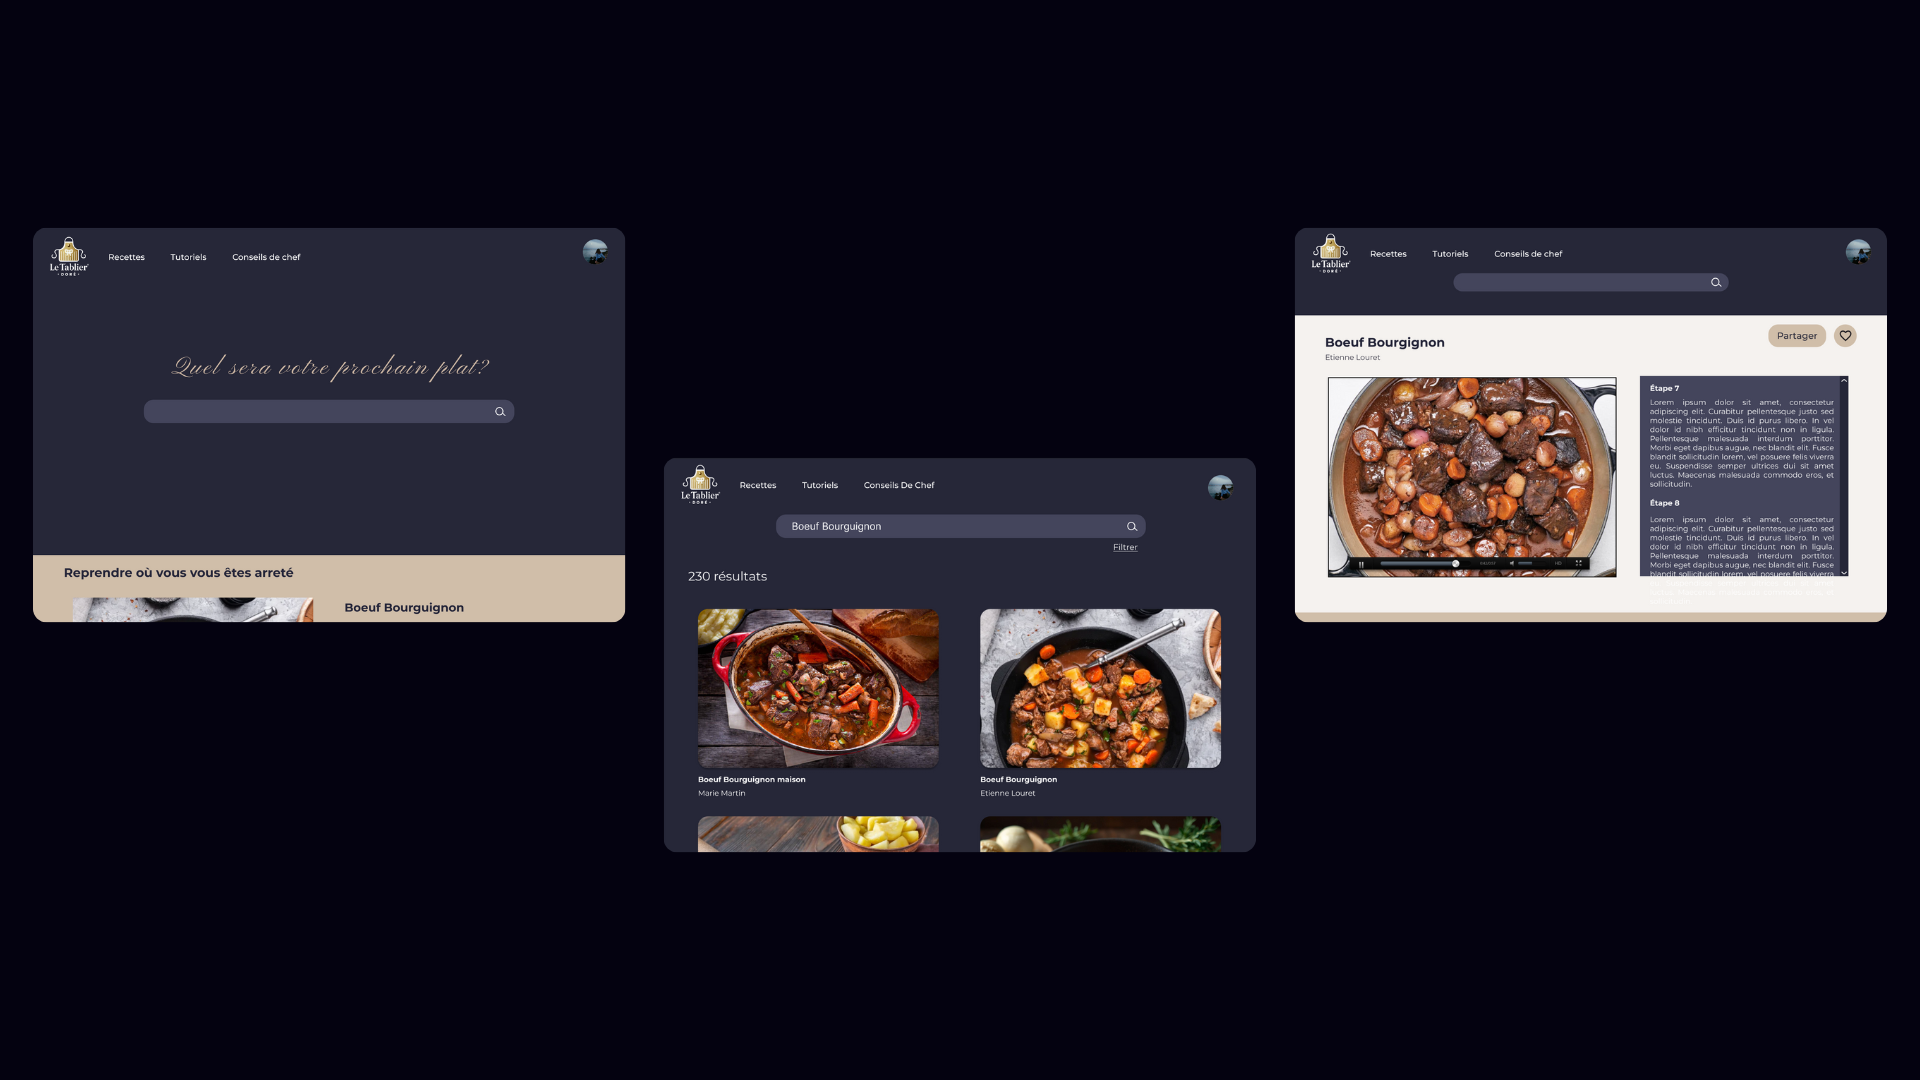 Le Tablier
DORÉ
Recettes
Tutoriels
Conseils de chef
Quel sera votre prochain plat?
Reprendre où vous vous êtes arreté
Boeuf Bourguignon
Le Tablier
DORÉ
Recettes
Tutoriels
Conseils De Chef
Boeuf Bourguignon
Filtrer
230 résultats
Boeuf Bourguignon maison
Marie Martin
Boeuf Bourguignon
Etienne Louret
Le Tablier
DORÉ
Recettes
Tutoriels
Conseils de chef
Partager
Boeuf Bourgignon
Etienne Louret
Étape 7
Lorem ipsum dolor sit amet, consectetur
adipiscing elit. Curabitur pellentesque justo sed
molestie tincidunt. Duis id purus libero. In vel
dolor id nibh efficitur tincidunt non in ligula.
Pellentesque malesuada interdum porttitor.
Morbi eget dapibus augue, nec blandit elit. Fusce
blandit sollicitudin lorem, vel posuere felis viverra
eu. Suspendisse semper ultrices dui sit amet
luctus. Maecenas malesuada commodo eros, et
sollicitudin.
Étape 8
Lorem ipsum dolor sit amet, consectetur
adipiscing elit. Curabitur pellentesque justo sed
molestie tincidunt. Duis id purus libero. In vel
dolor id nibh efficitur tincidunt non in ligula.
Pellentesque malesuada interdum porttitor.
Morbi eget dapibus augue, nec blandit elit. Fusce
blandit sollicitudin lorem, vel posuere felis viverra
HD